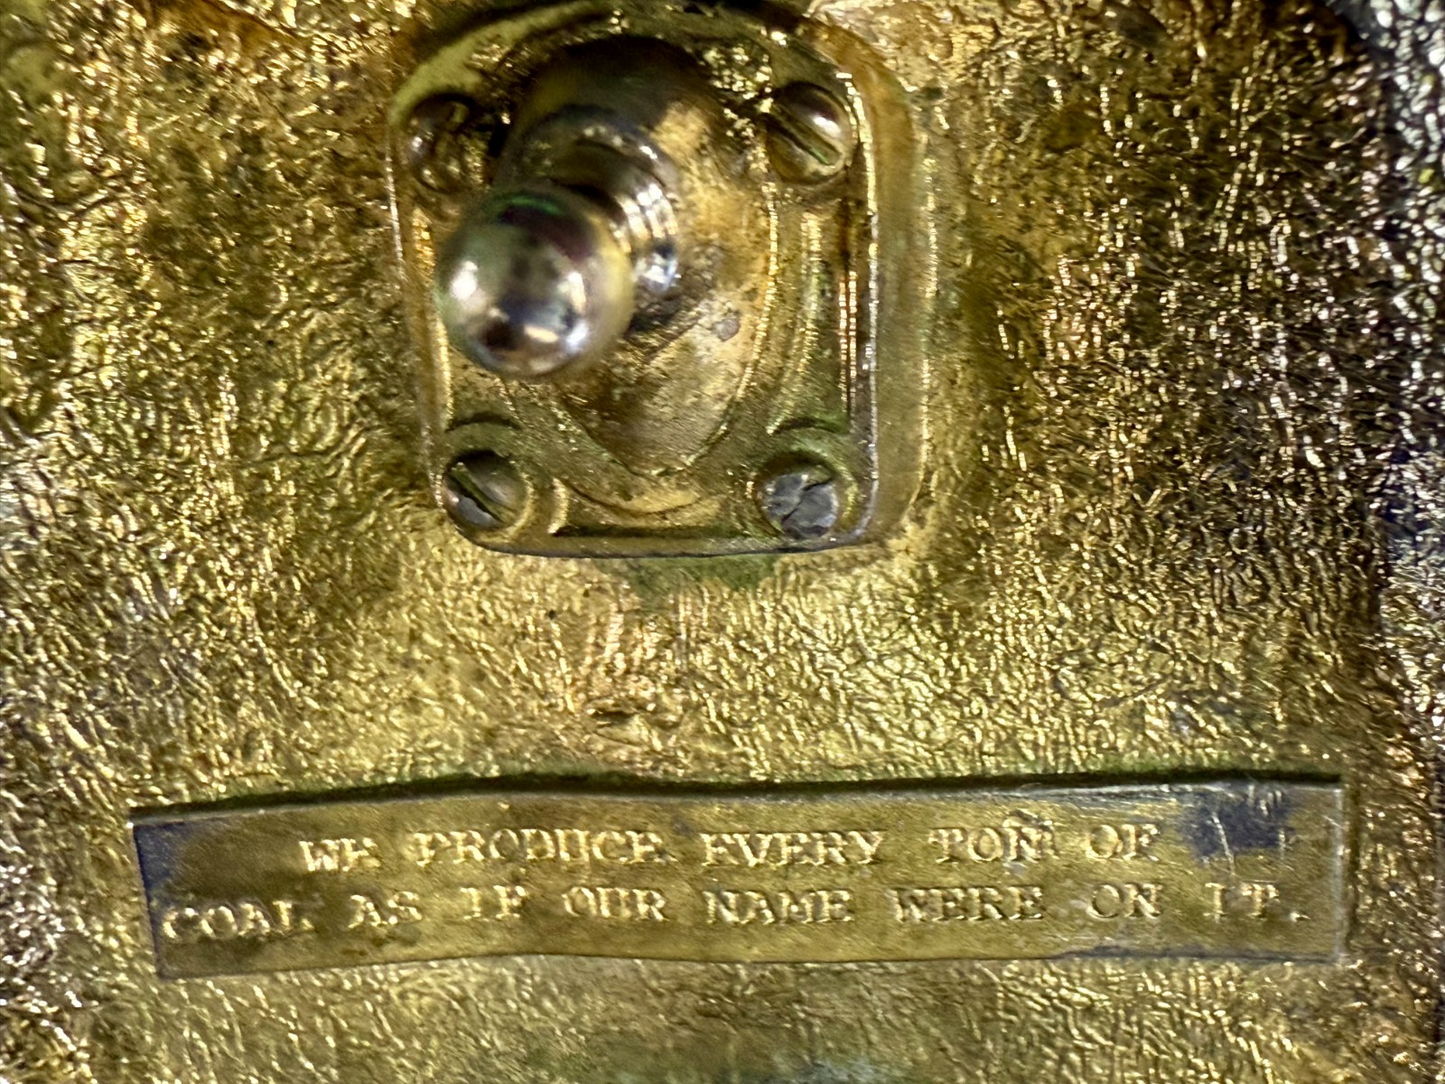 WE PRODUCE EVERY TON OF
COAL AS IF OUR NAME WERE ON IT.